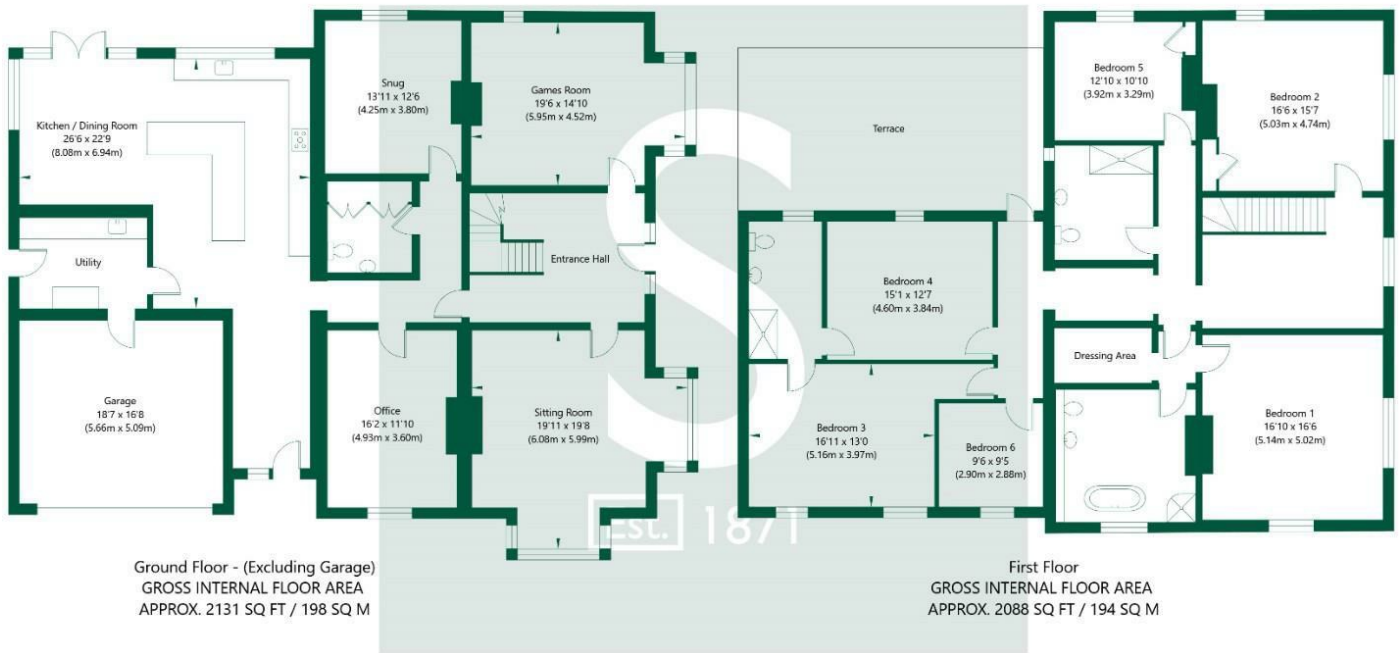 Kitchen / Dining Room
26'6 x 22'9
(8.08m x 6.94m)
Snug
13'11 x 12'6
(4.25m x 3.80m)
Games Room
19'6 x 14'10
(5.95m x 4.52m)
Utility
Entrance Hall
Garage
18'7 x 16'8
(5.66m x 5.09m)
Office
16'2 x 11'10
(4.93m x 3.60m)
Sitting Room
19'11 x 19'8
(6.08m x 5.99m)
Ground Floor - (Excluding Garage)
GROSS INTERNAL FLOOR AREA
APPROX. 2131 SQ FT / 198 SQ M
Terrace
Bedroom 5
12'10 x 10'10
(3.92m x 3.29m)
Bedroom 2
16'6 x 15'7
(5.03m x 4.74m)
Bedroom 4
15'1 x 12'7
(4.60m x 3.84m)
Dressing Area
Bedroom 3
16'11 x 13'0
(5.16m x 3.97m)
Bedroom 6
9'6 x 9'5
(2.90m x 2.88m)
Bedroom 1
16'10 x 16'6
(5.14m x 5.02m)
First Floor
GROSS INTERNAL FLOOR AREA
APPROX. 2088 SQ FT / 194 SQ M
S
Est. 1871